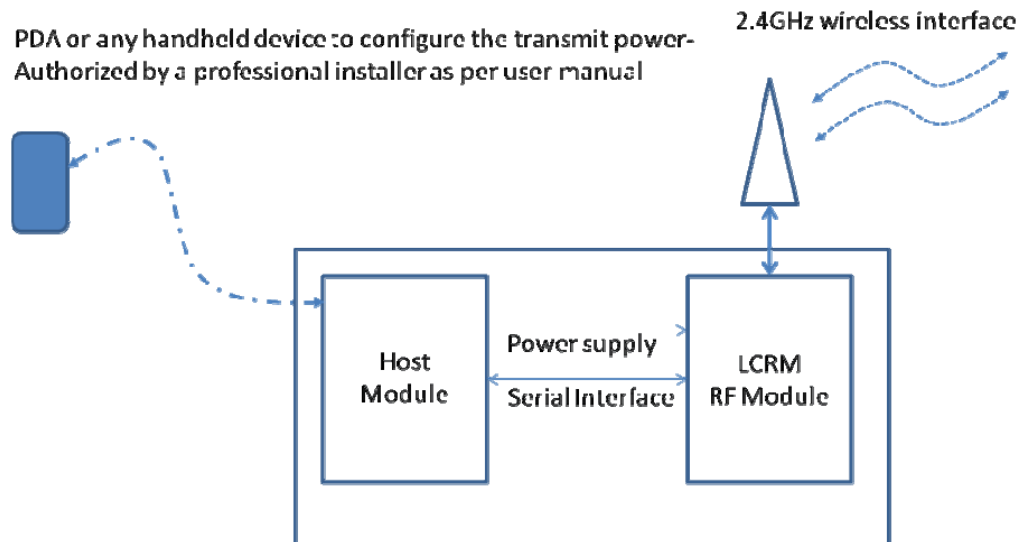 2.4GHz wireless interface
PDA or any handheld device to configure the transmit power-
Authorized by a professional installer as per user manual
Host
Module
Power supply
Serial Interface
LCRM
RF Module